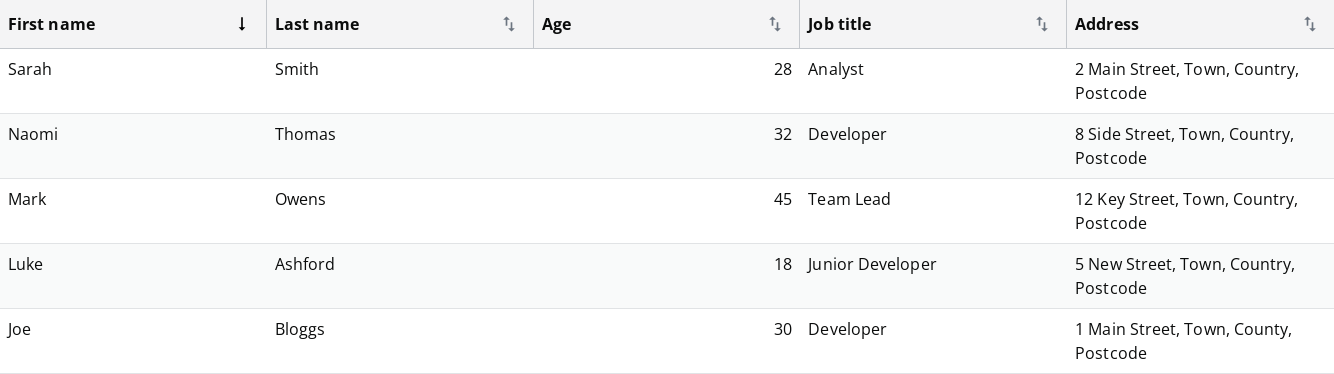 First name Last name Age Job title Address
Sarah Smith 28 Analyst 2 Main Street, Town, Country,
Postcode
Naomi Thomas 32 Developer 8 Side Street, Town, Country,
Postcode
Mark Owens 45 Team Lead 12 Key Street, Town, Country,
Postcode
Luke Ashford 18 Junior Developer 5 New Street, Town, Country,
Postcode
Joe Bloggs 30 Developer 1 Main Street, Town, County,
Postcode